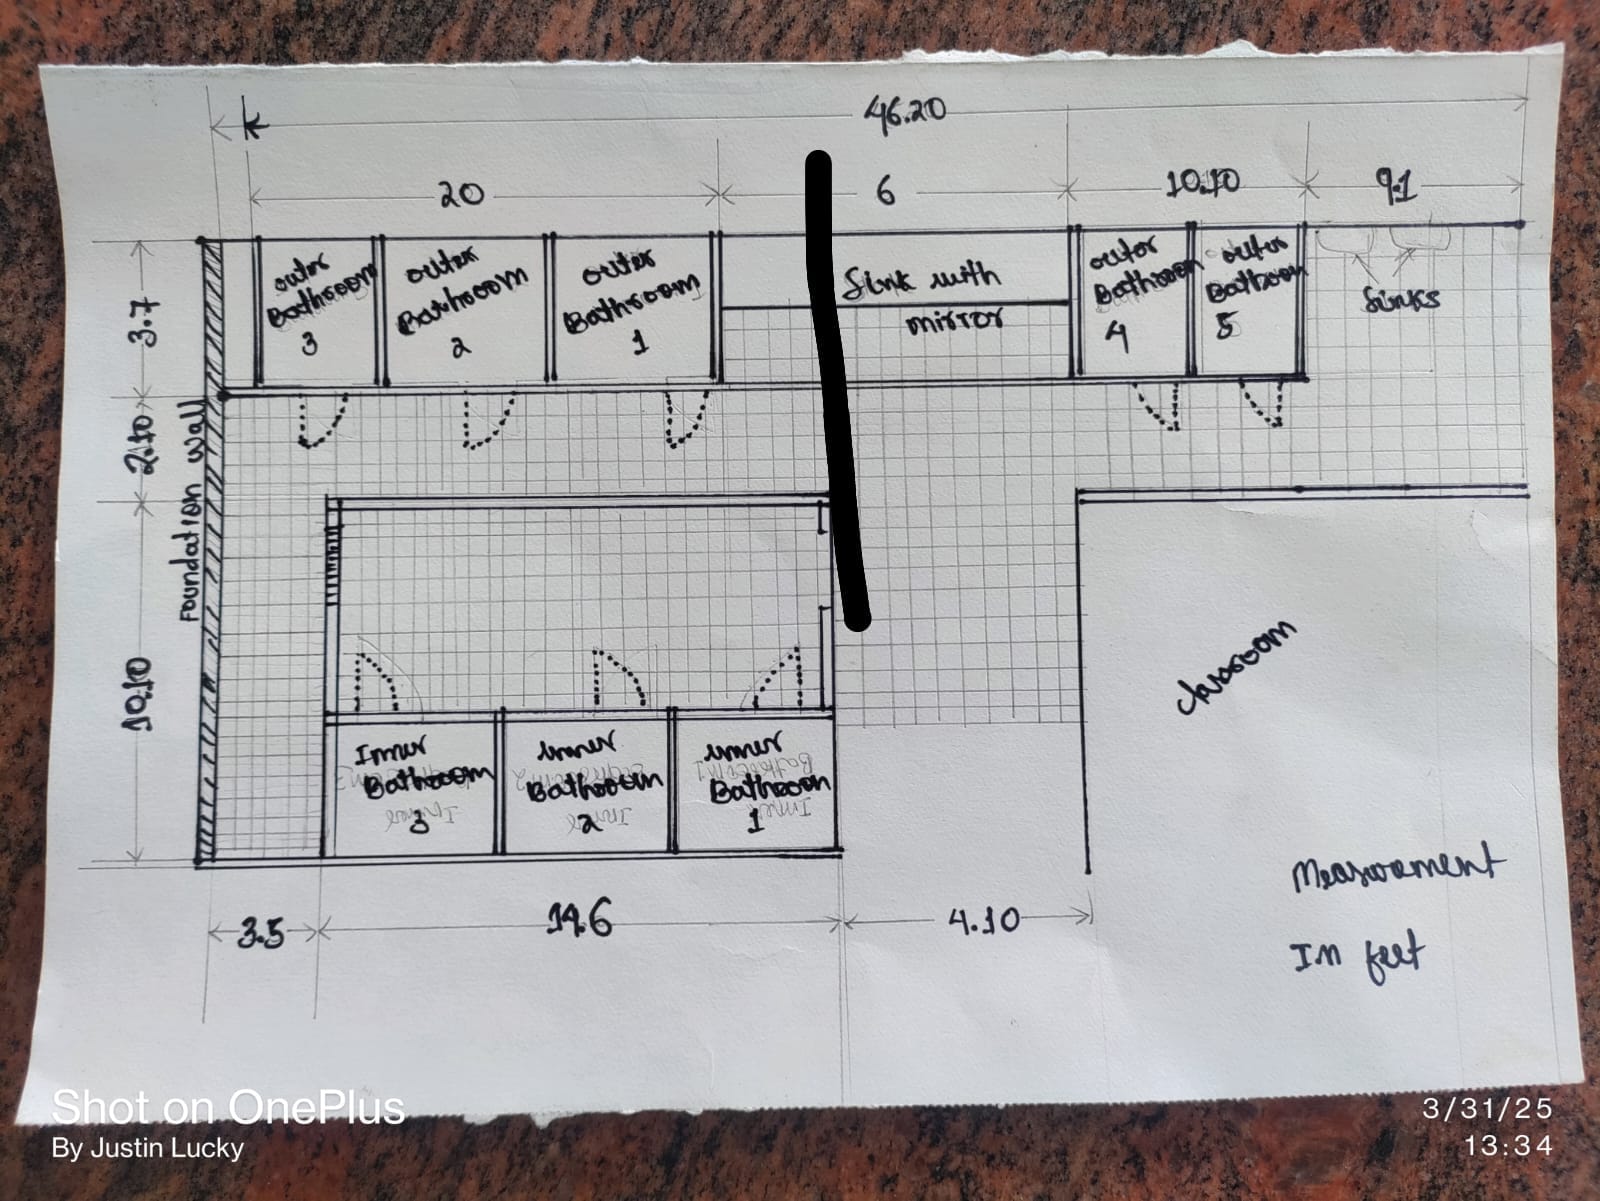 46.20
20
6
10.10
9.1
outer
Bathroom
3
outer
Bathroom
2
outer
Bathroom
1
Sink with
mirror
outer
Bathroom
4
outer
Bathroom
5
Sinks
3.7
2.10
Foundation wall
10.10
Classroom
Inner
Bathroom
3
Inner
Bathroom
2
Inner
Bathroom
1
3.5
14.6
4.10
Measurement
In feet
Shot on OnePlus
By Justin Lucky
3/31/25
13:34